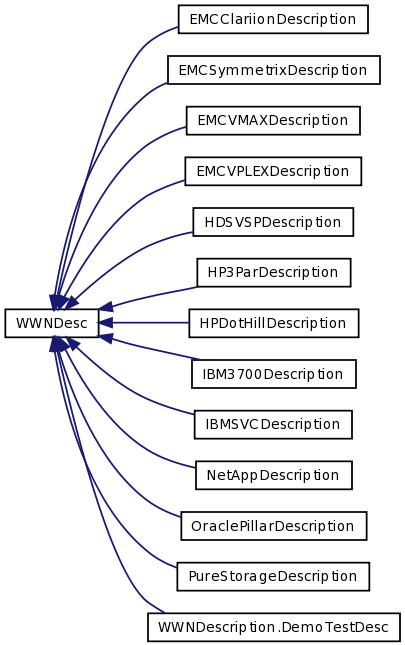 EMCClariionDescription
EMCSymmetrixDescription
EMCVMAXDescription
EMCVPLEXDescription
HDSVSPDescription
HP3ParDescription
WWNDesc
HPDotHillDescription
IBM3700Description
IBMSVCDescription
NetAppDescription
OraclePillarDescription
PureStorageDescription
WWNDescription.DemoTestDesc